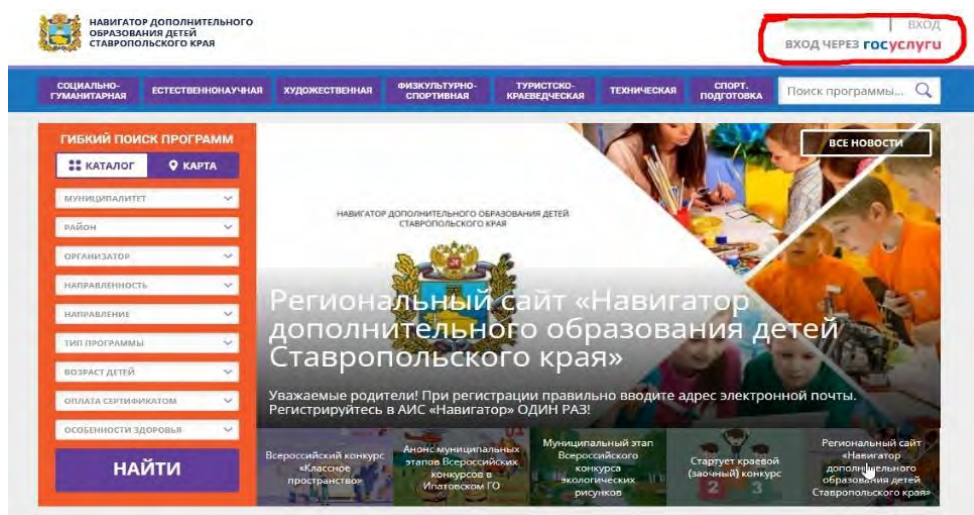 НАВИГАТОР ДОПОЛНИТЕЛЬНОГО
ОБРАЗОВАНИЯ ДЕТЕЙ
СТАВРОПОЛЬСКОГО КРАЯ
ВХОД
ВХОД ЧЕРЕЗ госуслуги
СОЦИАЛЬНО-
ГУМАНИТАРНАЯ
ЕСТЕСТВЕННОНАУЧНАЯ
ХУДОЖЕСТВЕННАЯ
ФИЗКУЛЬТУРНО-
СПОРТИВНАЯ
ТУРИСТСКО-
КРАЕВЕДЧЕСКАЯ
ТЕХНИЧЕСКАЯ
СПОРТ.
ПОДГОТОВКА
Поиск программы...
ГИБКИЙ ПОИСК ПРОГРАММ
КАТАЛОГ
КАРТА
МУНИЦИПАЛИТЕТ
РАЙОН
ОРГАНИЗАТОР
НАПРАВЛЕННОСТЬ
НАПРАВЛЕНИЕ
ТИП ПРОГРАММЫ
ВОЗРАСТ ДЕТЕЙ
ОПЛАТА СЕРТИФИКАТОМ
ОСОБЕННОСТИ ЗДОРОВЬЯ
НАЙТИ
ВСЕ НОВОСТИ
НАВИГАТОР ДОПОЛНИТЕЛЬНОГО ОБРАЗОВАНИЯ ДЕТЕЙ
СТАВРОПОЛЬСКОГО КРАЯ
Региональный сайт «Навигатор
дополнительного образования детей
Ставропольского края»
Уважаемые родители! При регистрации правильно вводите адрес электронной почты.
Регистрируйтесь в АИС «Навигатор» ОДИН РАЗ!
Всероссийский конкурс
«Классное
пространство»
Анонс муниципальных
этапов Всероссийских
конкурсов в
Ипатовском ГО
Муниципальный этап
Всероссийского
конкурса
экологических
рисунков
Стартует краевой
(заочный) конкурс
2 3
Региональный сайт
«Навигатор
дополнительного
образования детей
Ставропольского края»